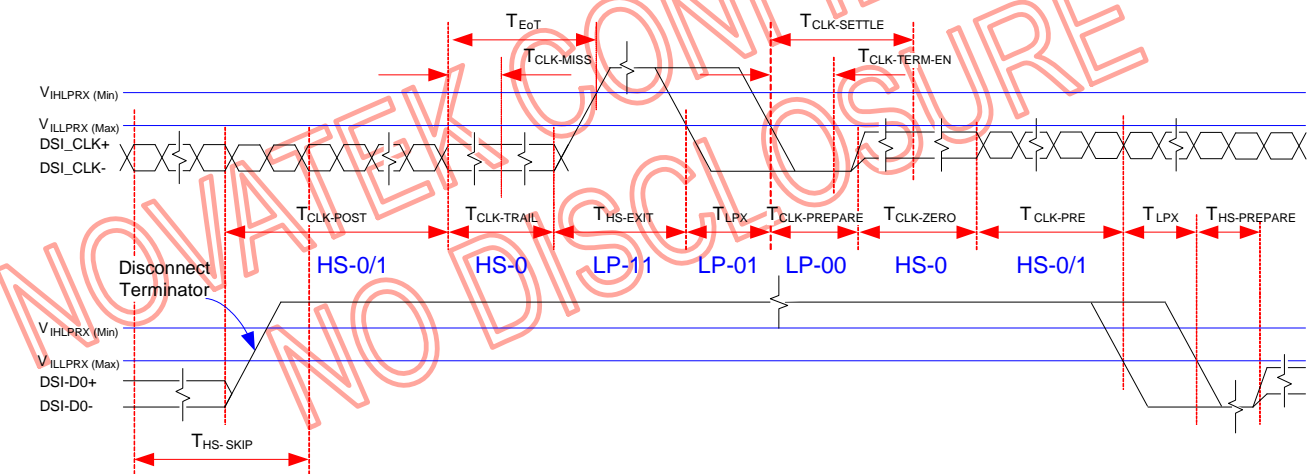 TEoT
TCLK-SETTLE
TCLK-MISS
TCLK-TERM-EN
VIHLPRX (Min)
VILLPRX (Max)
DSI_CLK+
DSI_CLK-
TCLK-POST
TCLK-TRAIL
THS-EXIT
TLPX
TCLK-PREPARE
TCLK-ZERO
TCLK-PRE
TLPX
THS-PREPARE
HS-0/1
HS-0
LP-11
LP-01
LP-00
HS-0
HS-0/1
Disconnect
Terminator
VIHLPRX (Min)
VILLPRX (Max)
DSI-D0+
DSI-D0-
THS-SKIP
NOVATEK
NO DISCLOSURE